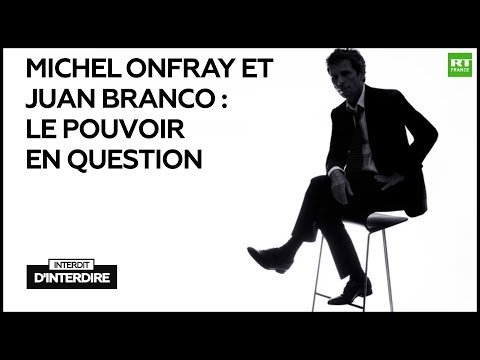 MICHEL ONFRAY ET
JUAN BRANCO :
LE POUVOIR
EN QUESTION
RT
FRANCE
INTERDIT
D'INTERDIRE